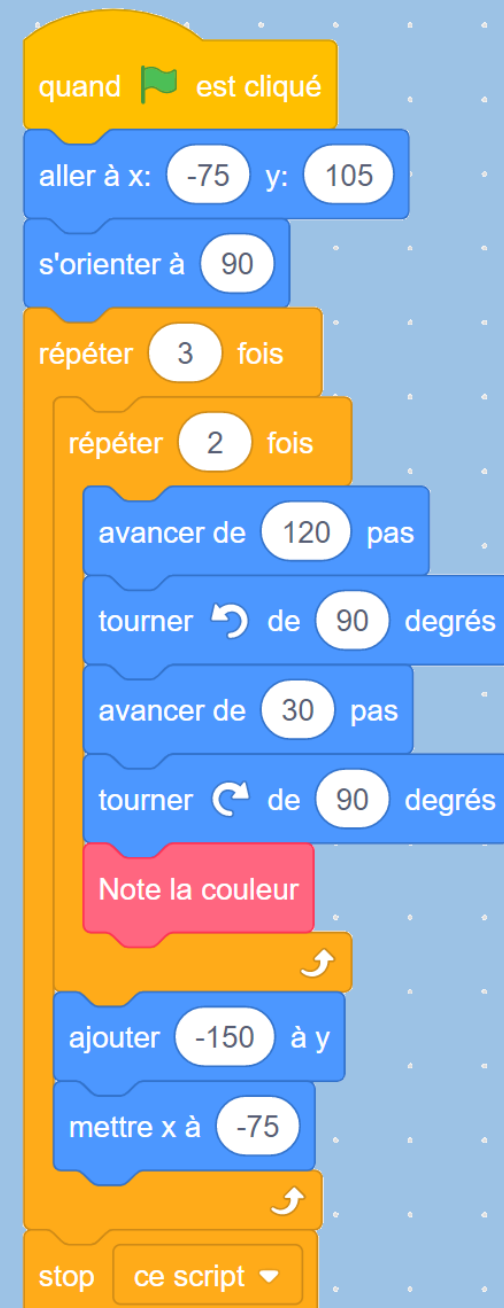 quand est cliqué
aller à x: -75 y: 105
s'orienter à 90
répéter 3 fois
répéter 2 fois
avancer de 120 pas
tourner de 90 degrés
avancer de 30 pas
tourner de 90 degrés
Note la couleur
ajouter -150 à y
mettre x à -75
stop ce script